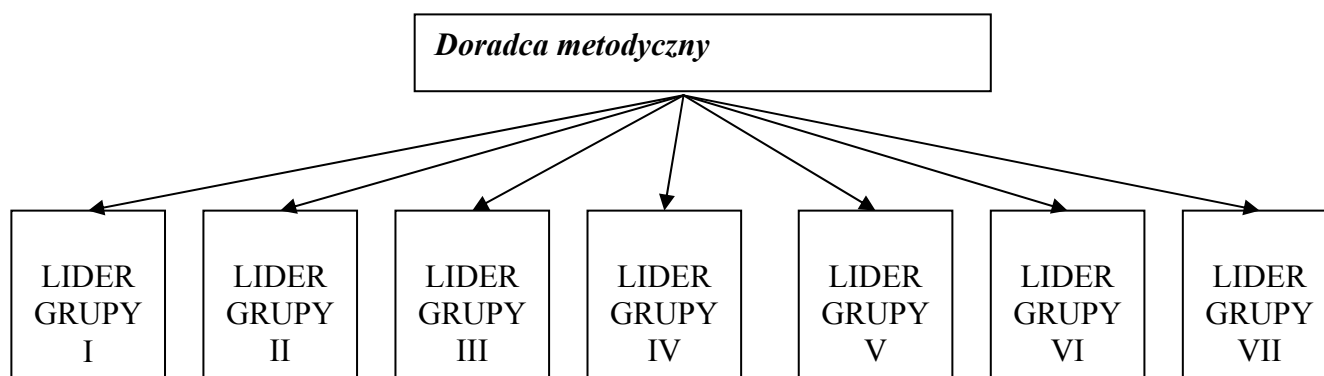 Doradca metodyczny
LIDER
GRUPY
I
LIDER
GRUPY
II
LIDER
GRUPY
III
LIDER
GRUPY
IV
LIDER
GRUPY
V
LIDER
GRUPY
VI
LIDER
GRUPY
VII